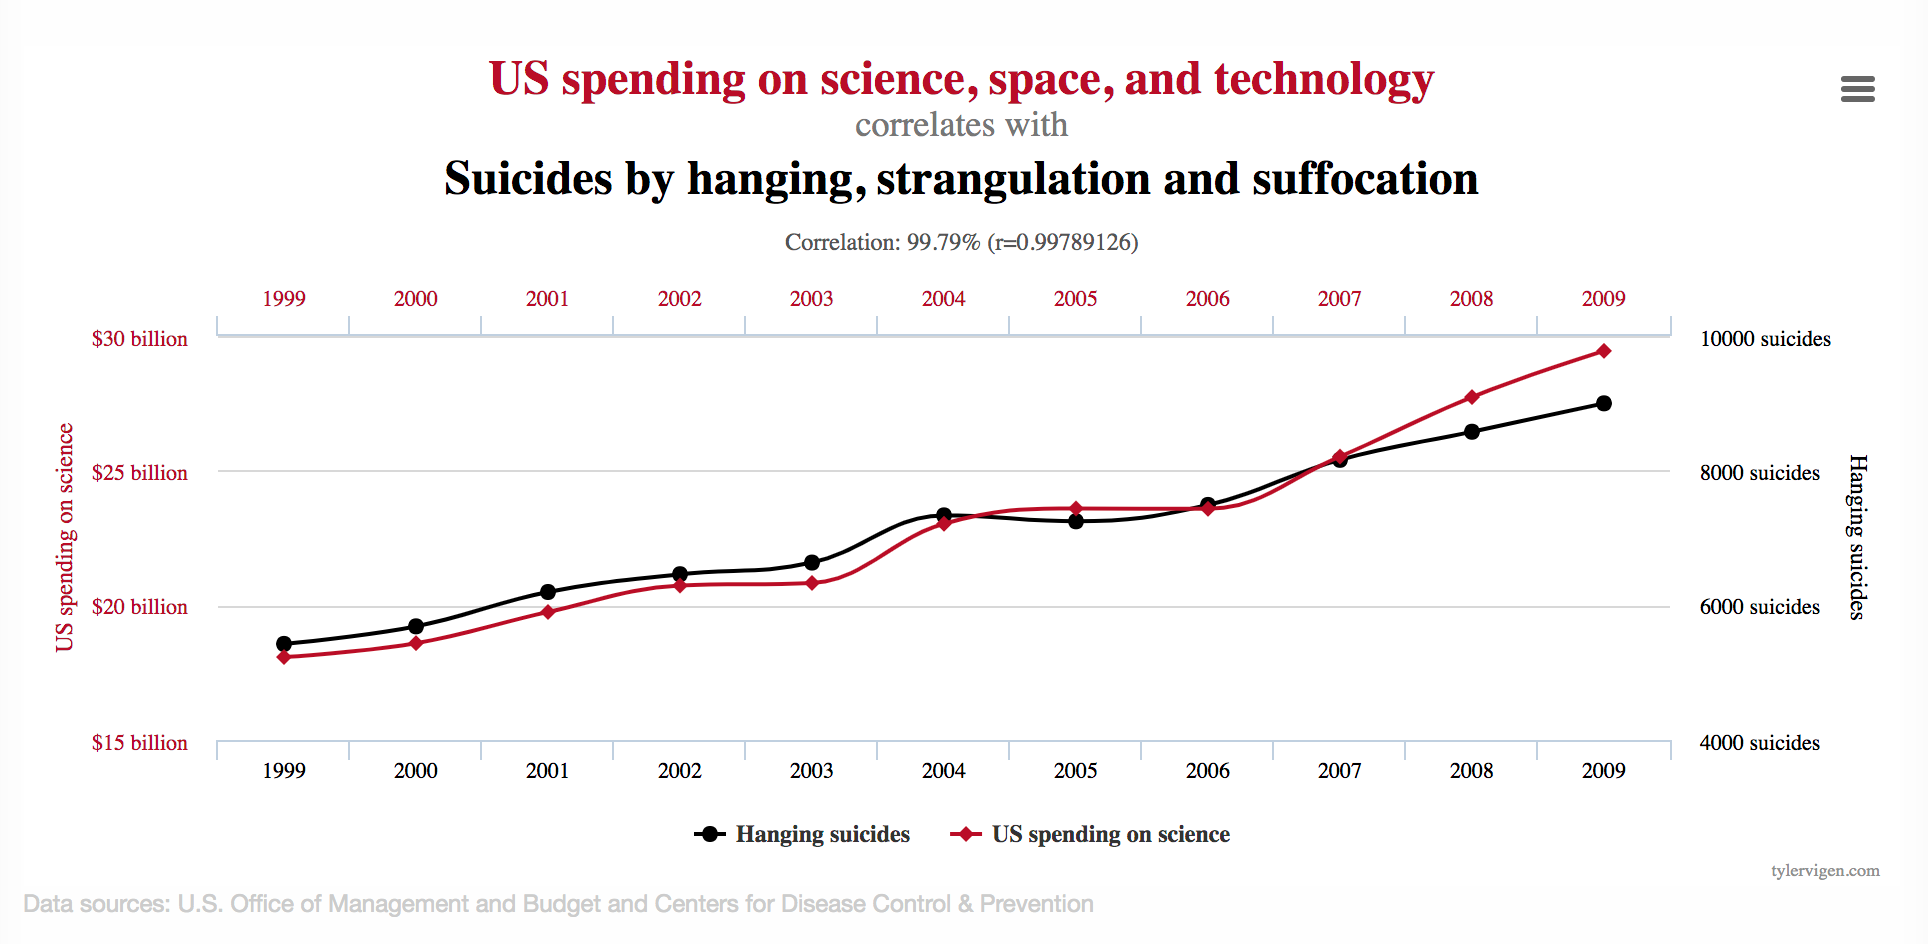 US spending on science, space, and technology
correlates with
Suicides by hanging, strangulation and suffocation
Correlation: 99.79% (r=0.99789126)
1999 2000 2001 2002 2003 2004 2005 2006 2007 2008 2009
$30 billion
10000 suicides
$25 billion
8000 suicides
$20 billion
6000 suicides
$15 billion
4000 suicides
US spending on science
Hanging suicides
1999 2000 2001 2002 2003 2004 2005 2006 2007 2008 2009
Hanging suicides US spending on science
tylervigen.com
Data sources: U.S. Office of Management and Budget and Centers for Disease Control & Prevention